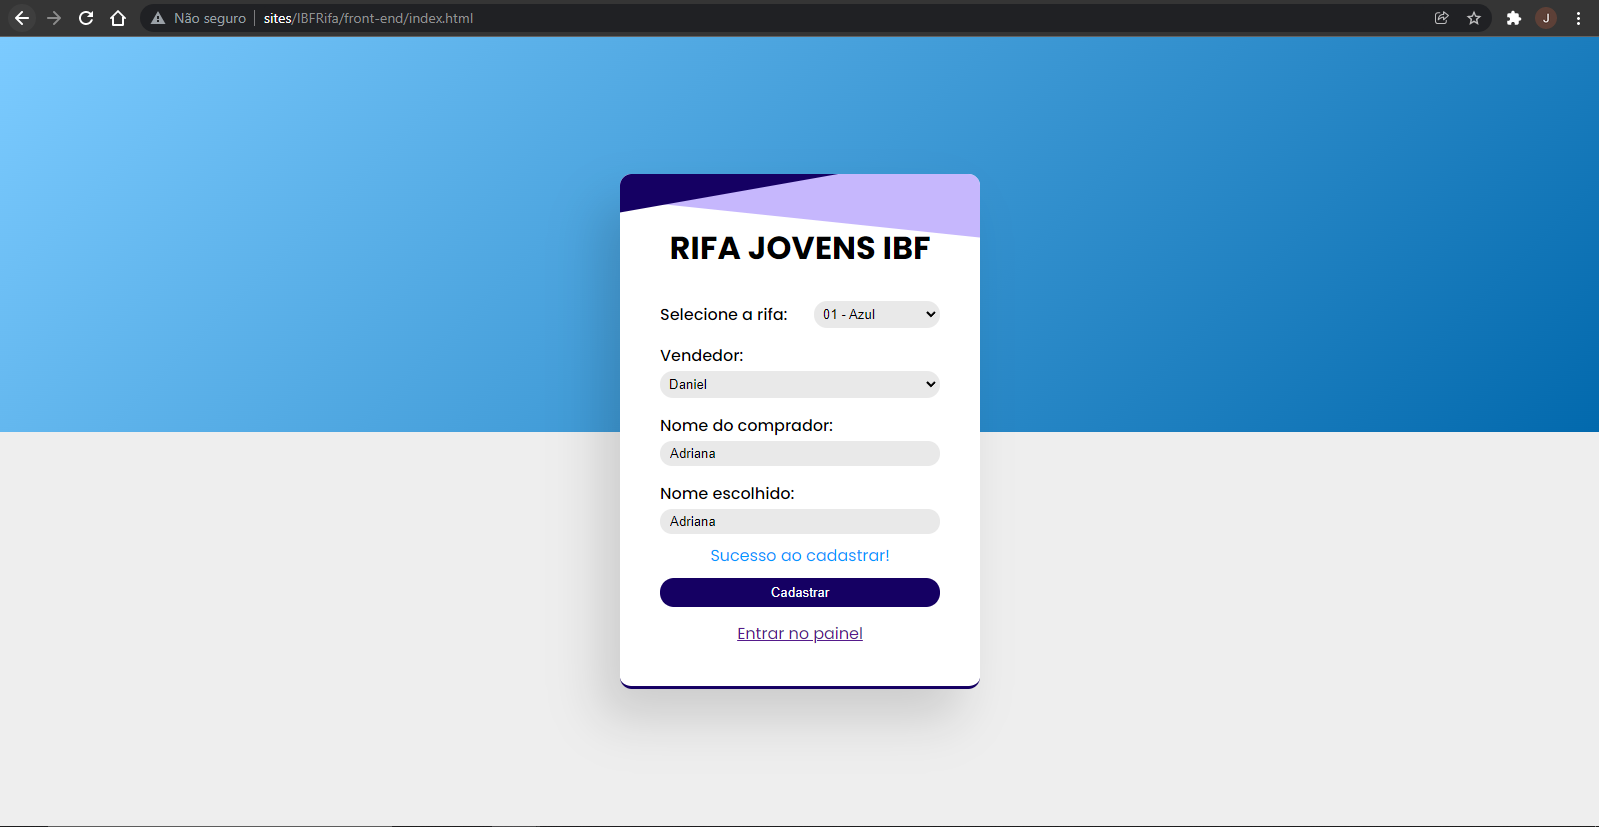 Não seguro sites/IBFRifa/front-end/index.html J
RIFA JOVENS IBF
Selecione a rifa: 01 - Azul
Vendedor:
Daniel
Nome do comprador:
Adriana
Nome escolhido:
Adriana
Sucesso ao cadastrar!
Cadastrar
Entrar no painel